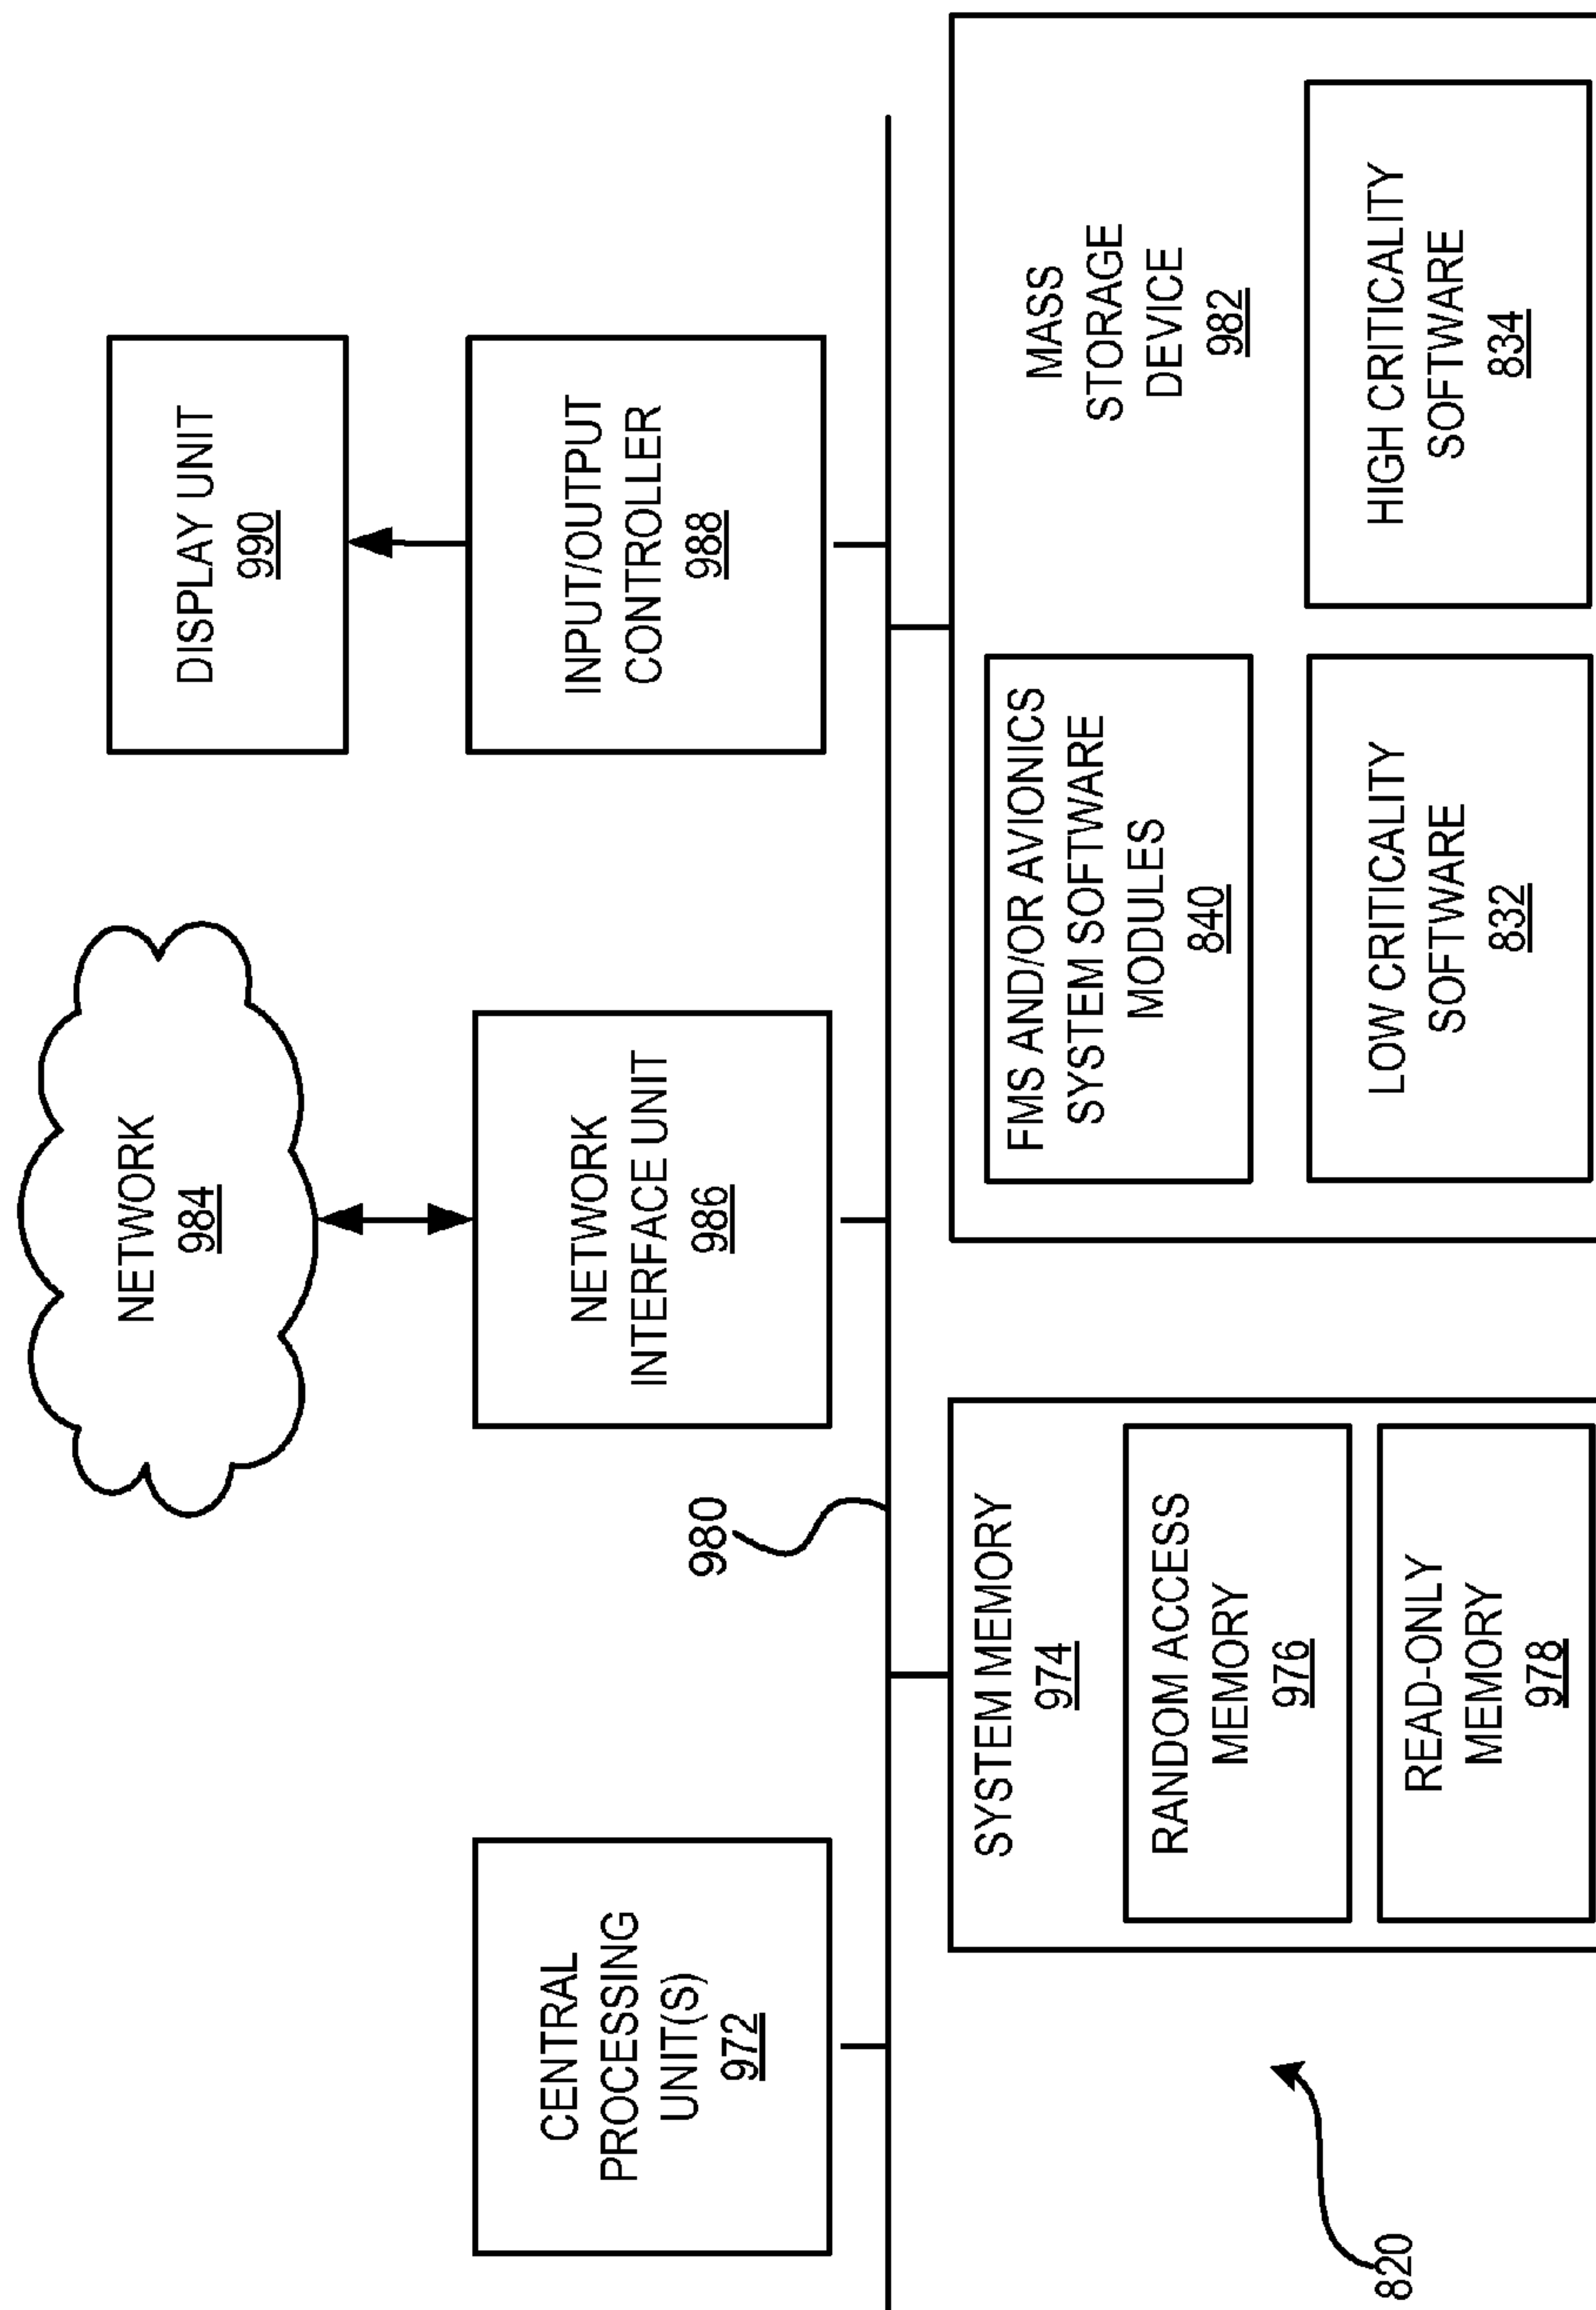 NETWORK
984
DISPLAY UNIT
990
CENTRAL
PROCESSING
UNIT(S)
972
NETWORK
INTERFACE UNIT
986
INPUT/OUTPUT
CONTROLLER
988
980
SYSTEM MEMORY
974
RANDOM ACCESS
MEMORY
976
READ-ONLY
MEMORY
978
FMS AND/OR AVIONICS
SYSTEM SOFTWARE
MODULES
840
MASS
STORAGE
DEVICE
982
LOW CRITICALITY
SOFTWARE
832
HIGH CRITICALITY
SOFTWARE
834
820